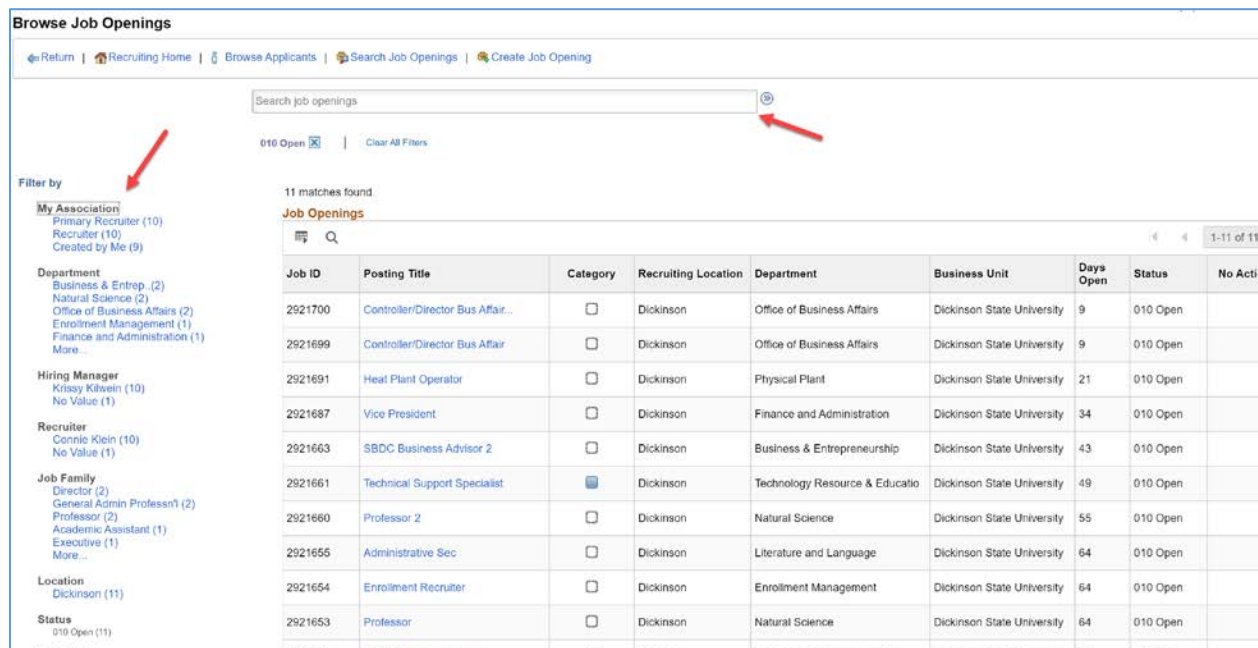 Browse Job Openings
Return | Recruiting Home | Browse Applicants | Search Job Openings | Create Job Opening
Search job openings
010 Open | Clear All Filters
Filter by
My Association
Primary Recruiter (10)
Recruiter (10)
Created by Me (9)
Department
Business & Entrep..(2)
Natural Science (2)
Office of Business Affairs (2)
Enrollment Management (1)
Finance and Administration (1)
More...
Hiring Manager
Krissy Kilwein (10)
No Value (1)
Recruiter
Connie Klein (10)
No Value (1)
Job Family
Director (2)
General Admin Professn'l (2)
Professor (2)
Academic Assistant (1)
Executive (1)
More...
Location
Dickinson (11)
Status
010 Open (11)
11 matches found.
Job Openings
1-11 of 11
Job ID Posting Title Category Recruiting Location Department Business Unit Days Open Status No Acti
2921700 Controller/Director Bus Affair... Dickinson Office of Business Affairs Dickinson State University 9 010 Open
2921699 Controller/Director Bus Affair Dickinson Office of Business Affairs Dickinson State University 9 010 Open
2921691 Heat Plant Operator Dickinson Physical Plant Dickinson State University 21 010 Open
2921687 Vice President Dickinson Finance and Administration Dickinson State University 34 010 Open
2921663 SBDC Business Advisor 2 Dickinson Business & Entrepreneurship Dickinson State University 43 010 Open
2921661 Technical Support Specialist Dickinson Technology Resource & Educatio Dickinson State University 49 010 Open
2921660 Professor 2 Dickinson Natural Science Dickinson State University 55 010 Open
2921655 Administrative Sec Dickinson Literature and Language Dickinson State University 64 010 Open
2921654 Enrollment Recruiter Dickinson Enrollment Management Dickinson State University 64 010 Open
2921653 Professor Dickinson Natural Science Dickinson State University 64 010 Open